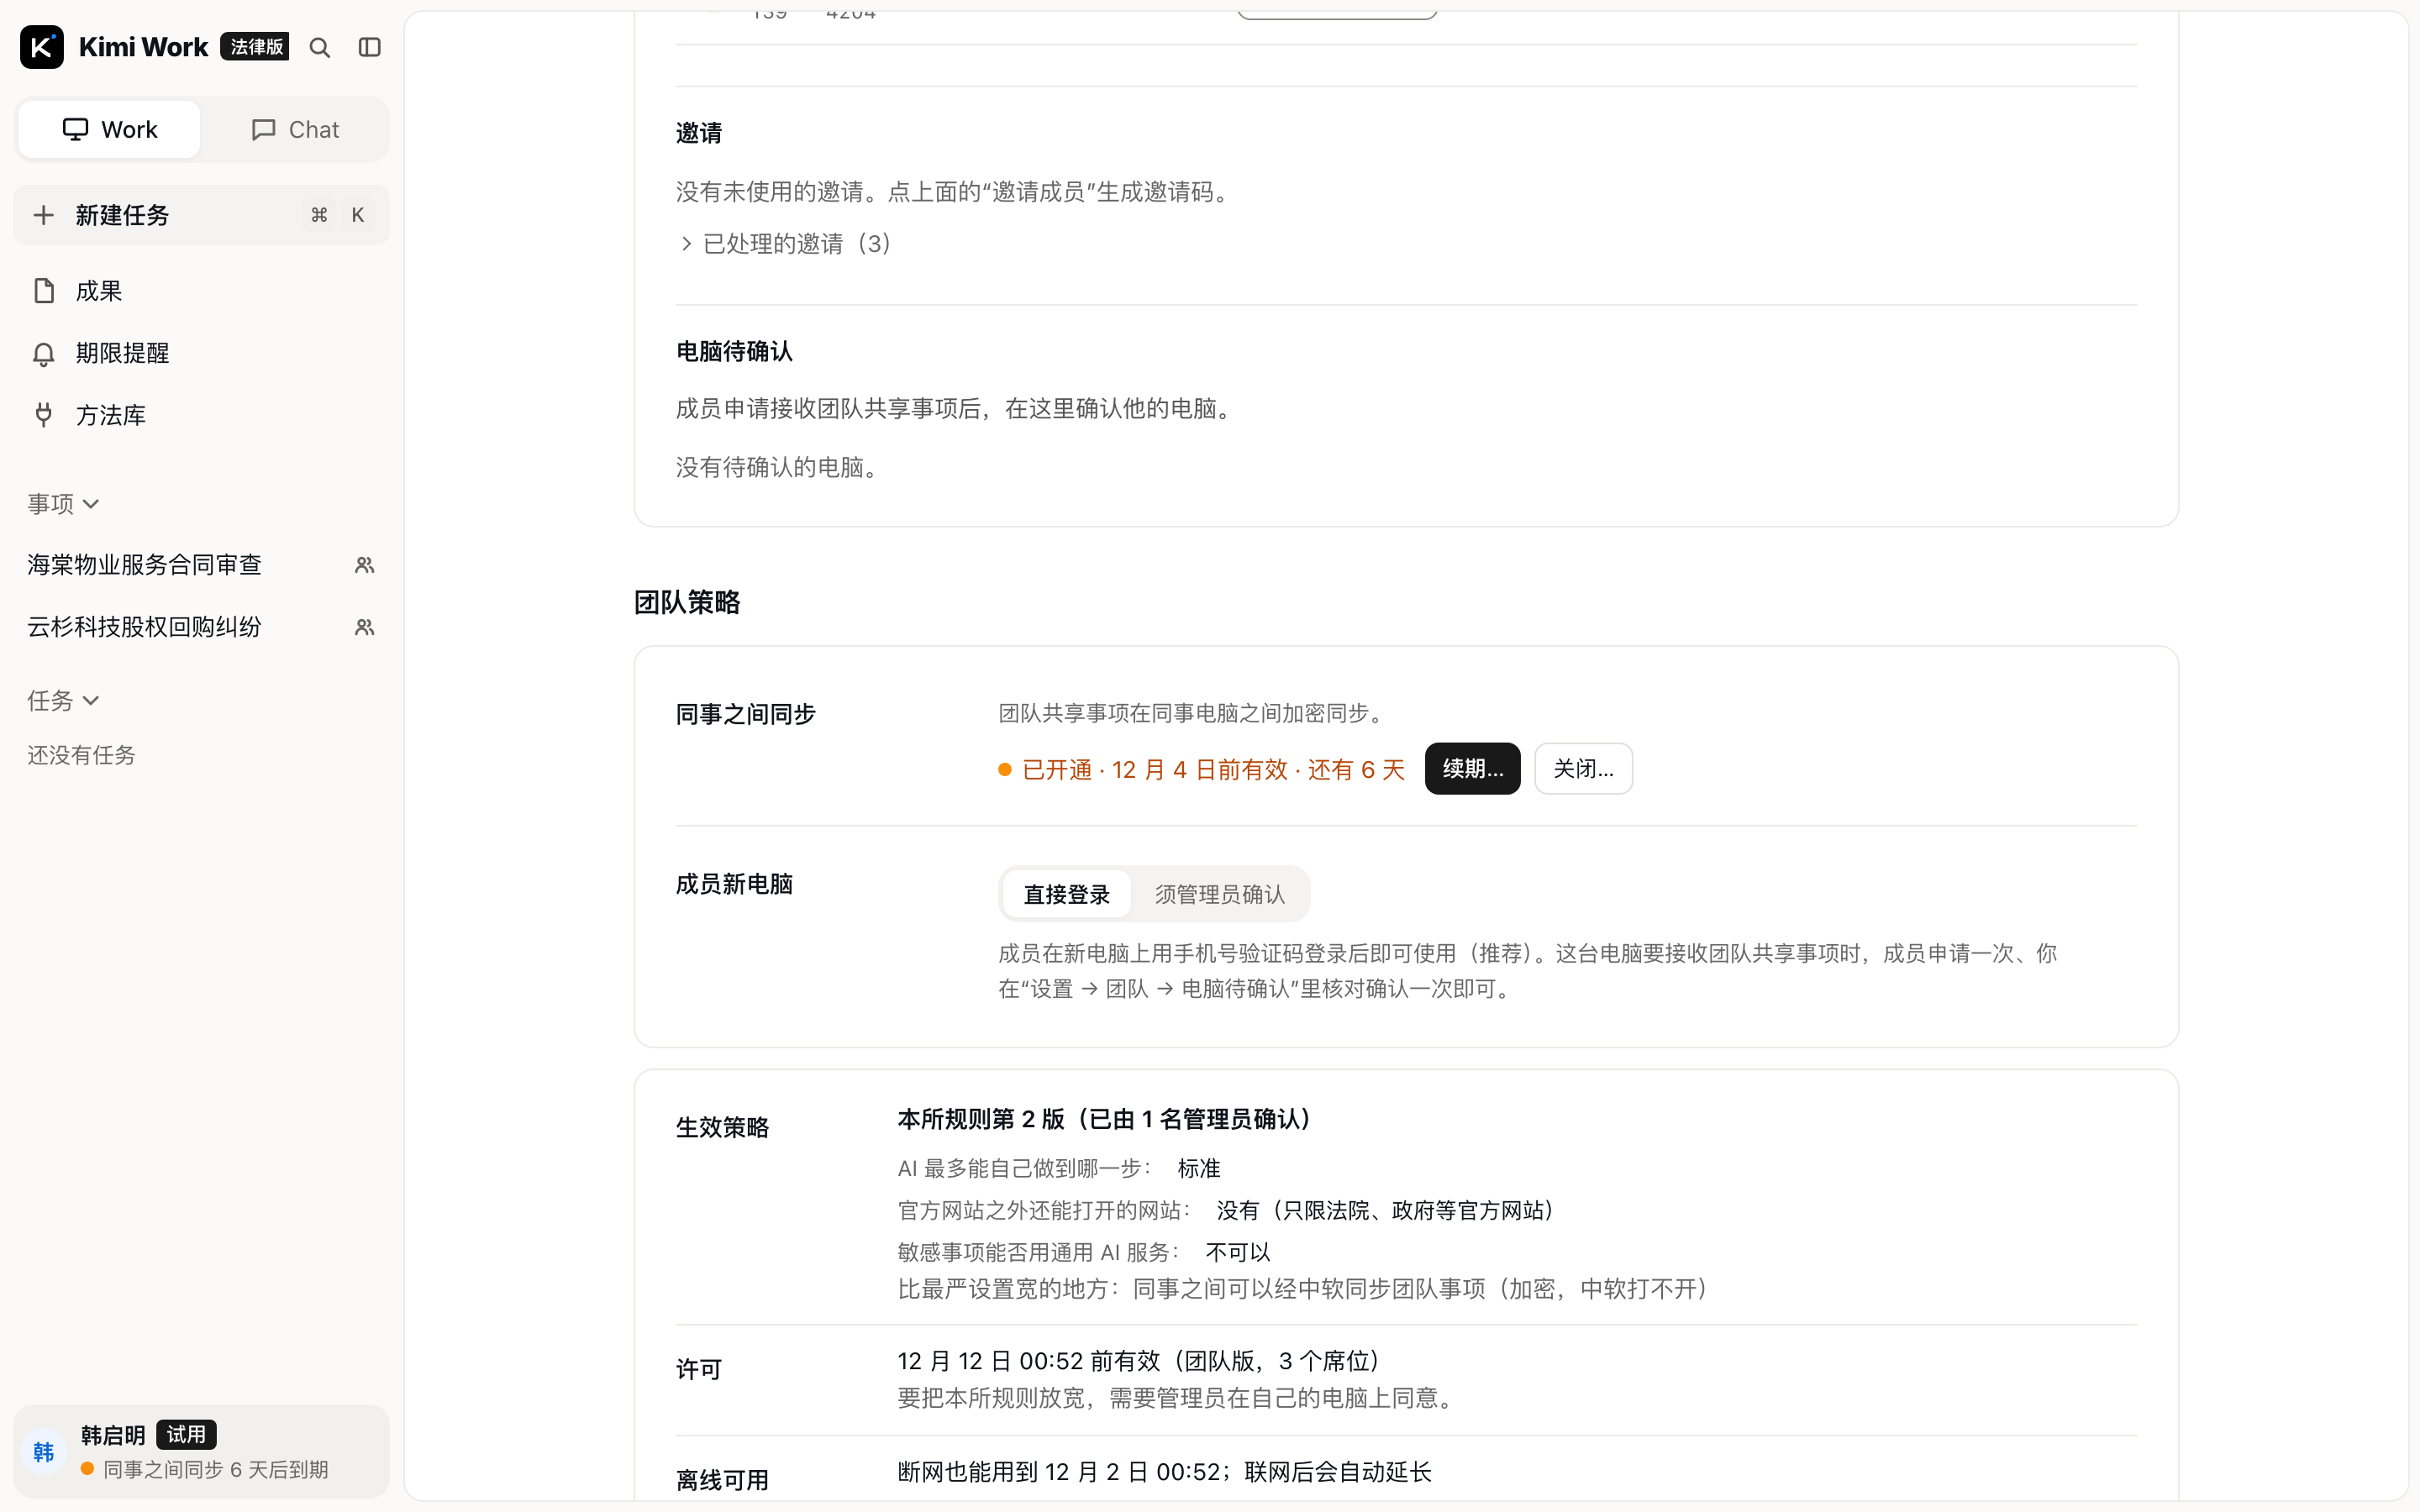 Kimi Work 法律版
Work
Chat
新建任务 ⌘ K
成果
期限提醒
方法库
事项
海棠物业服务合同审查
云杉科技股权回购纠纷
任务
还没有任务
韩 韩启明 试用
同事之间同步 6 天后到期
邀请
没有未使用的邀请。点上面的“邀请成员”生成邀请码。
已处理的邀请（3）
电脑待确认
成员申请接收团队共享事项后，在这里确认他的电脑。
没有待确认的电脑。
团队策略
同事之间同步
团队共享事项在同事电脑之间加密同步。
已开通 · 12 月 4 日前有效 · 还有 6 天 续期... 关闭...
成员新电脑
直接登录 须管理员确认
成员在新电脑上用手机号验证码登录后即可使用（推荐）。这台电脑要接收团队共享事项时，成员申请一次、你
在“设置 → 团队 → 电脑待确认”里核对确认一次即可。
生效策略
本所规则第 2 版（已由 1 名管理员确认）
AI 最多能自己做到哪一步： 标准
官方网站之外还能打开的网站： 没有（只限法院、政府等官方网站）
敏感事项能否用通用 AI 服务： 不可以
比最严设置宽的地方：同事之间可以经中软同步团队事项（加密，中软打不开）
许可
12 月 12 日 00:52 前有效（团队版，3 个席位）
要把本所规则放宽，需要管理员在自己的电脑上同意。
离线可用
断网也能用到 12 月 2 日 00:52；联网后会自动延长